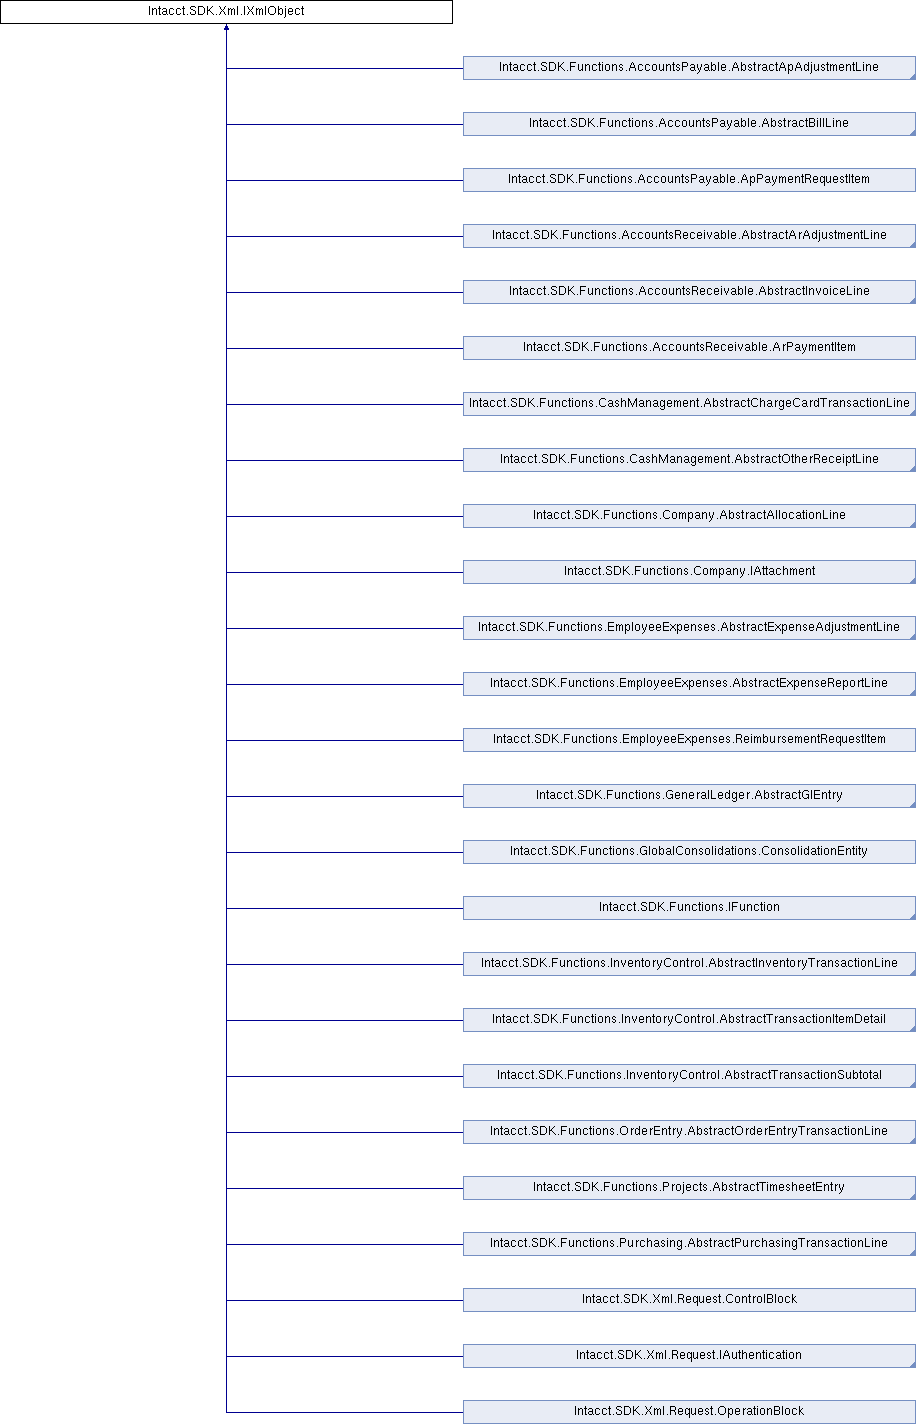 Intacct.SDK.Xml.IXmlObject
Intacct.SDK.Functions.AccountsPayable.AbstractApAdjustmentLine
Intacct.SDK.Functions.AccountsPayable.AbstractBillLine
Intacct.SDK.Functions.AccountsPayable.ApPaymentRequestItem
Intacct.SDK.Functions.AccountsReceivable.AbstractArAdjustmentLine
Intacct.SDK.Functions.AccountsReceivable.AbstractInvoiceLine
Intacct.SDK.Functions.AccountsReceivable.ArPaymentItem
Intacct.SDK.Functions.CashManagement.AbstractChargeCardTransactionLine
Intacct.SDK.Functions.CashManagement.AbstractOtherReceiptLine
Intacct.SDK.Functions.Company.AbstractAllocationLine
Intacct.SDK.Functions.Company.IAttachment
Intacct.SDK.Functions.EmployeeExpenses.AbstractExpenseAdjustmentLine
Intacct.SDK.Functions.EmployeeExpenses.AbstractExpenseReportLine
Intacct.SDK.Functions.EmployeeExpenses.ReimbursementRequestItem
Intacct.SDK.Functions.GeneralLedger.AbstractGlEntry
Intacct.SDK.Functions.GlobalConsolidations.ConsolidationEntity
Intacct.SDK.Functions.IFunction
Intacct.SDK.Functions.InventoryControl.AbstractInventoryTransactionLine
Intacct.SDK.Functions.InventoryControl.AbstractTransactionItemDetail
Intacct.SDK.Functions.InventoryControl.AbstractTransactionSubtotal
Intacct.SDK.Functions.OrderEntry.AbstractOrderEntryTransactionLine
Intacct.SDK.Functions.Projects.AbstractTimesheetEntry
Intacct.SDK.Functions.Purchasing.AbstractPurchasingTransactionLine
Intacct.SDK.Xml.Request.ControlBlock
Intacct.SDK.Xml.Request.IAuthentication
Intacct.SDK.Xml.Request.OperationBlock